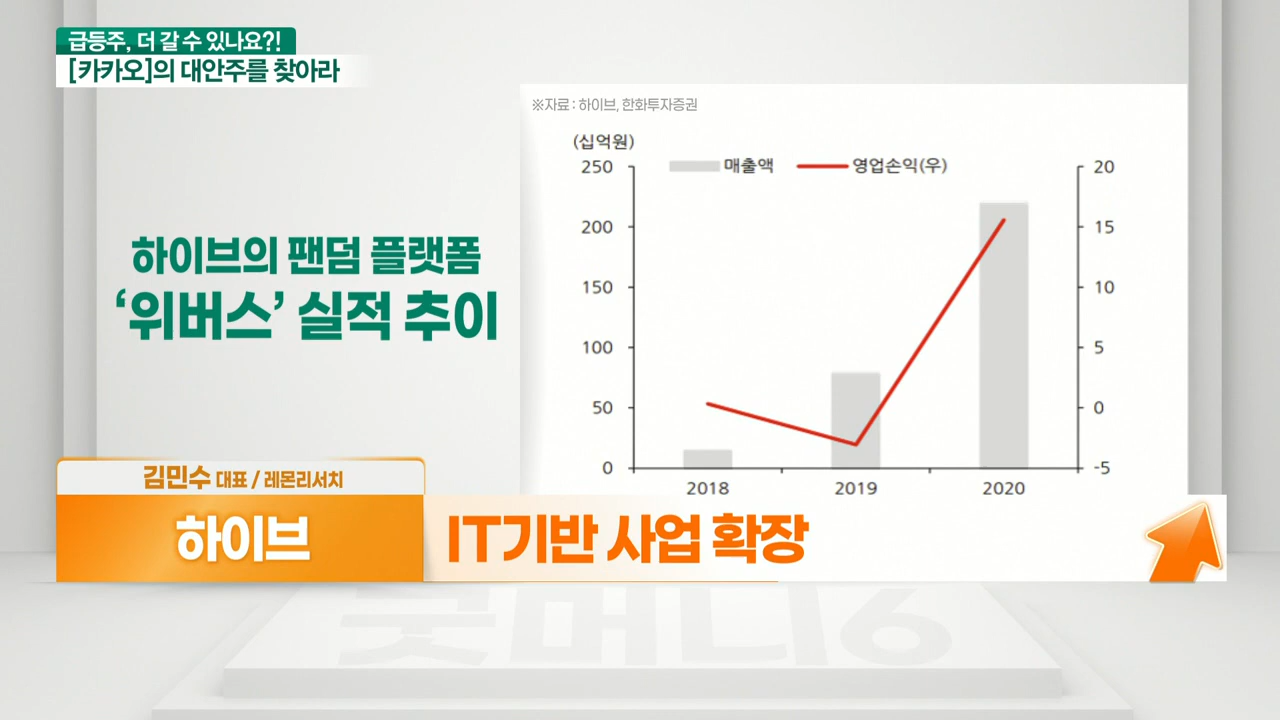 급등주, 더 갈 수 있나요?!
[카카오]의 대안주를 찾아라
※자료 : 하이브, 한화투자증권
(십억원)
매출액
영업손익(우)
250
200
150
100
50
0
20
15
10
5
0
-5
2018 2019 2020
하이브의 팬덤 플랫폼
‘위버스’ 실적 추이
김민수 대표 / 레몬리서치
하이브
IT기반 사업 확장
굿머니6